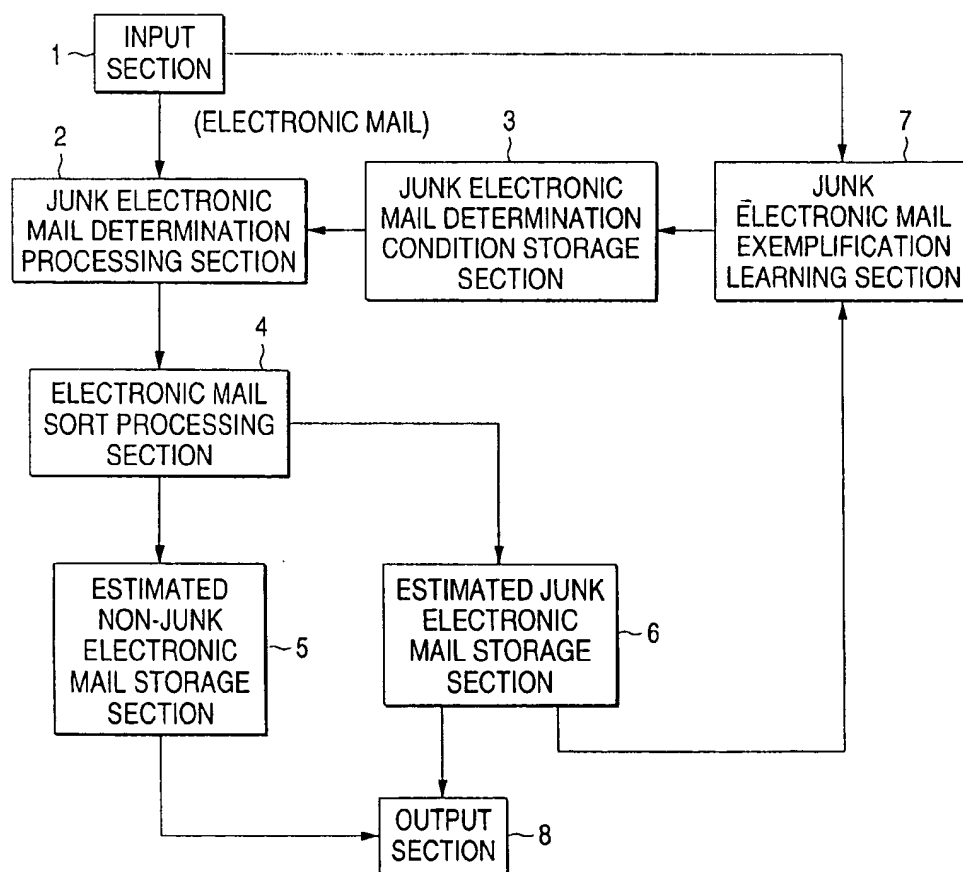 1
INPUT
SECTION
(ELECTRONIC MAIL)
2
JUNK ELECTRONIC
MAIL DETERMINATION
PROCESSING SECTION
3
JUNK ELECTRONIC
MAIL DETERMINATION
CONDITION STORAGE
SECTION
7
JUNK
ELECTRONIC MAIL
EXEMPLIFICATION
LEARNING SECTION
4
ELECTRONIC MAIL
SORT PROCESSING
SECTION
ESTIMATED
NON-JUNK
ELECTRONIC
MAIL STORAGE
SECTION
5
ESTIMATED JUNK
ELECTRONIC
MAIL STORAGE
SECTION
6
OUTPUT
SECTION
8